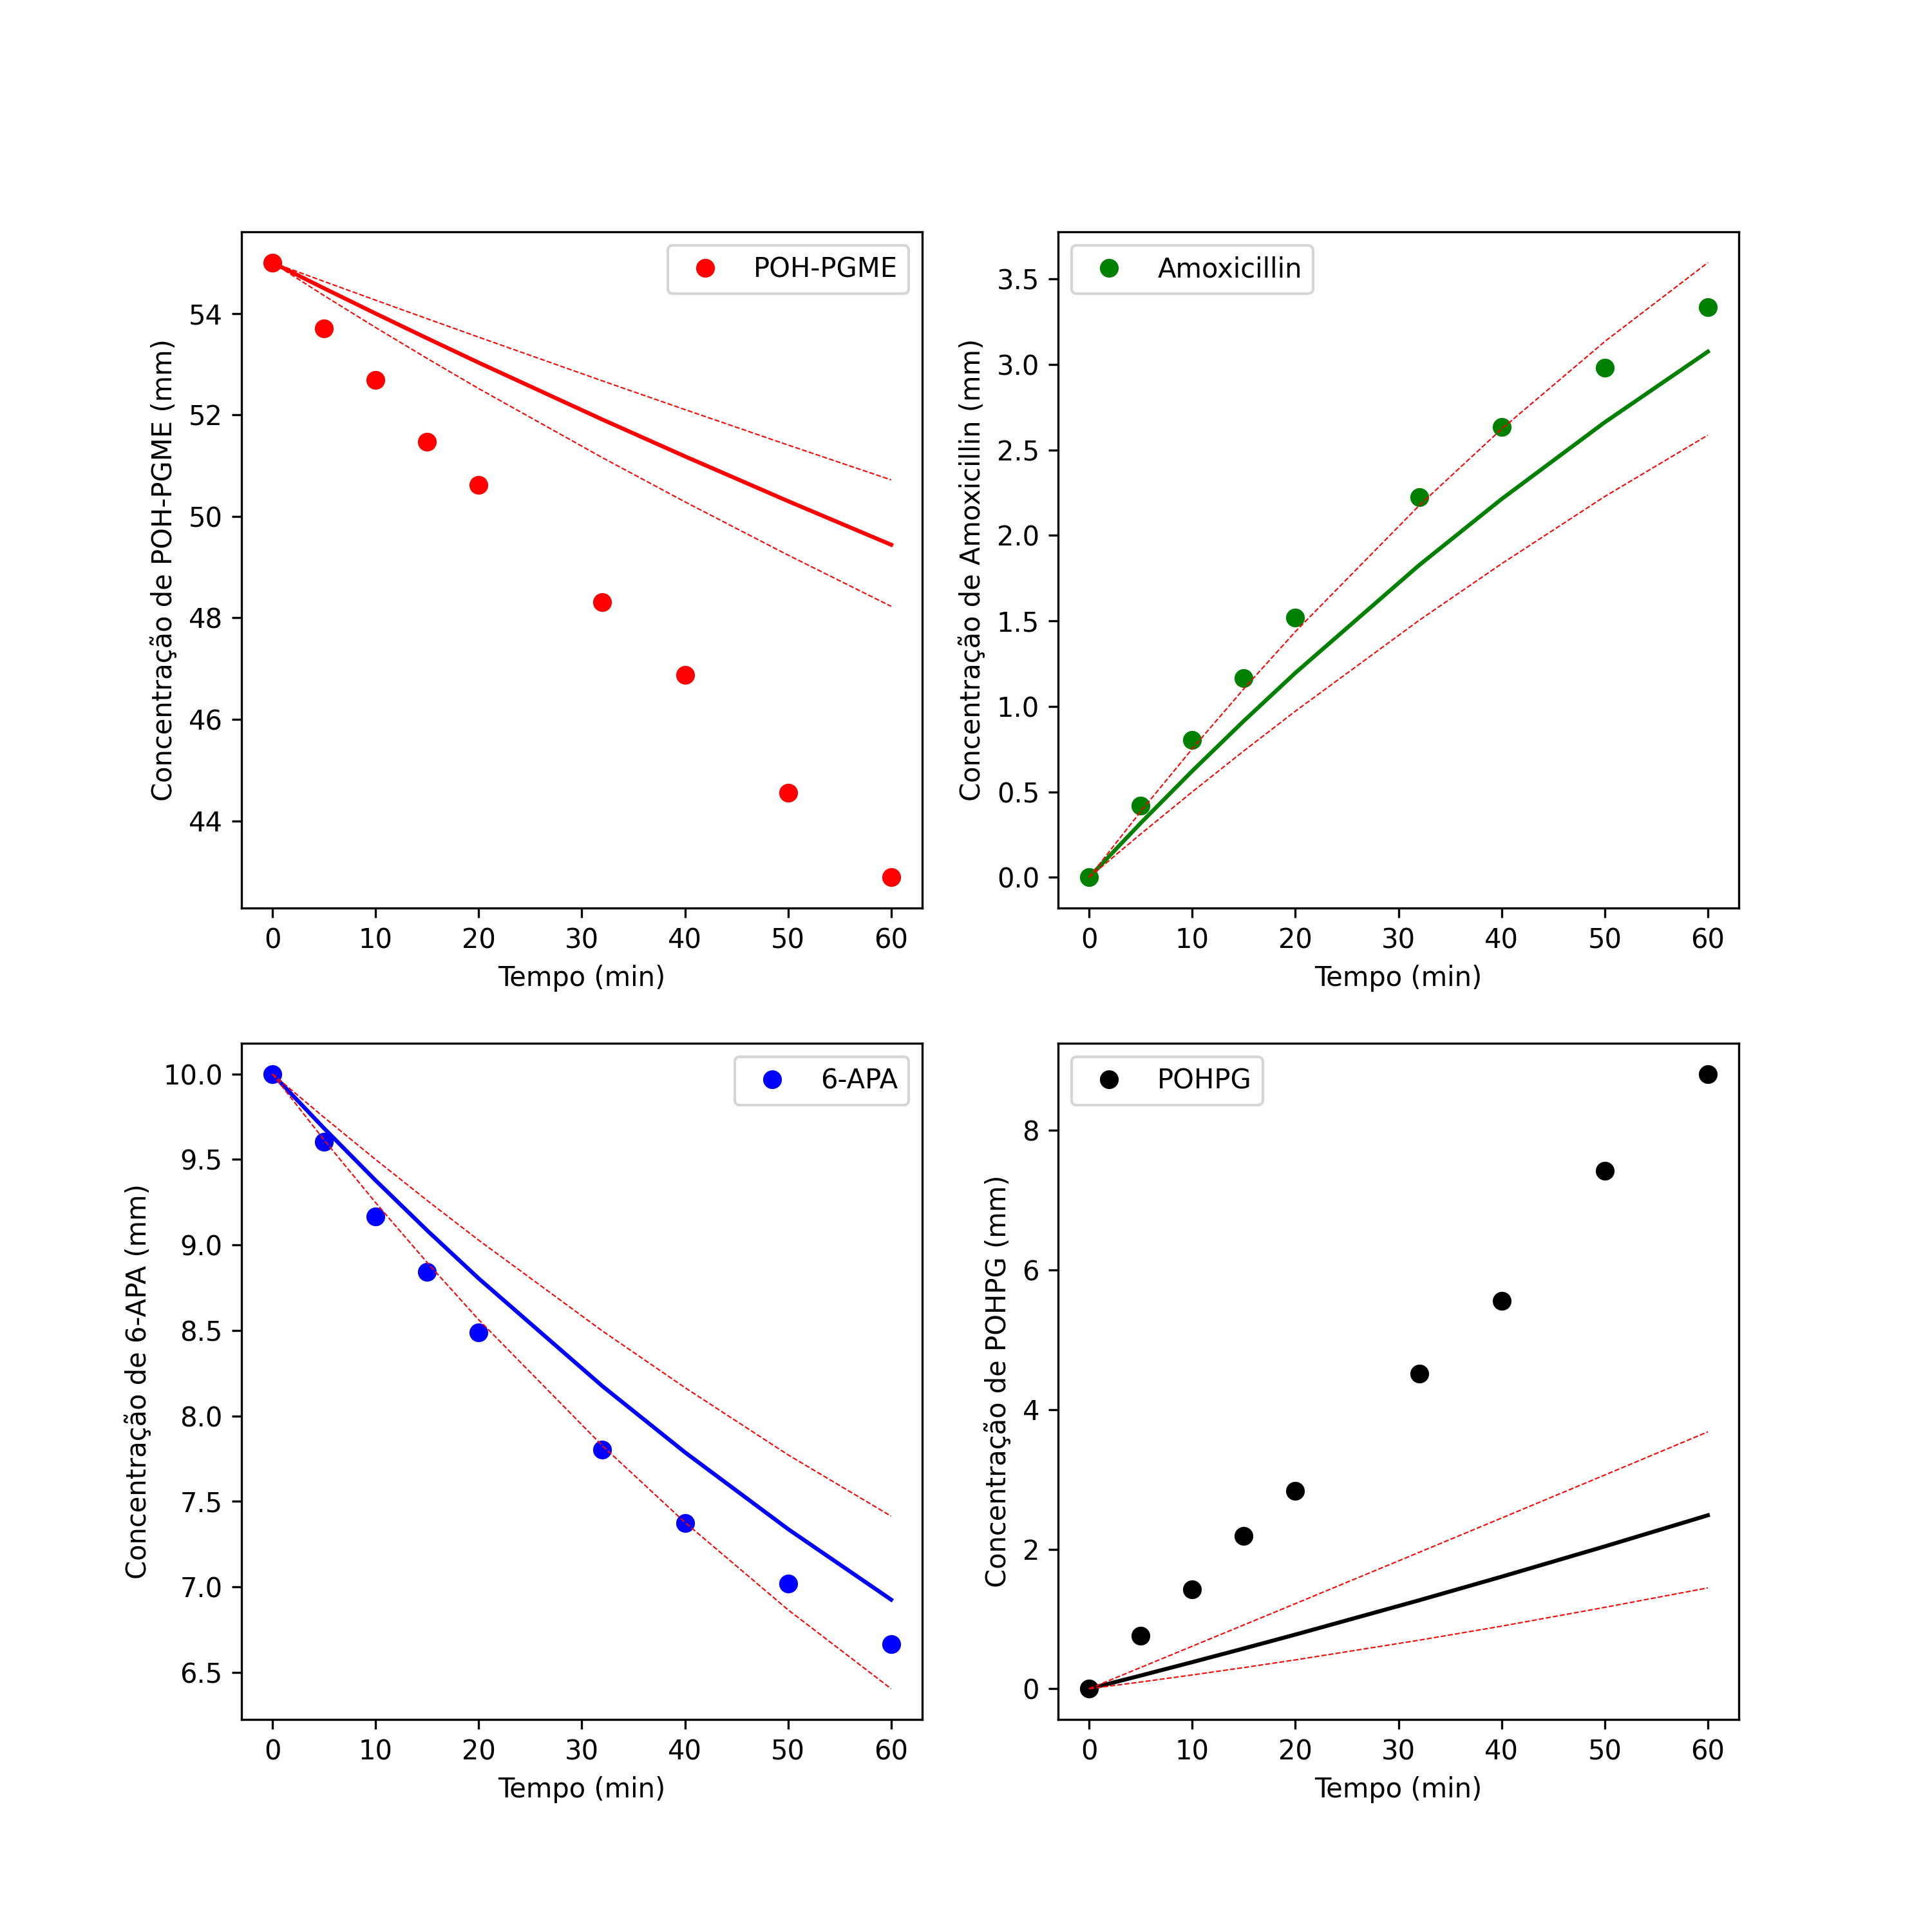 POH-PGME
Concentração de POH-PGME (mm)
54
52
50
48
46
44
0 10 20 30 40 50 60
Tempo (min)
Amoxicillin
Concentração de Amoxicillin (mm)
3.5
3.0
2.5
2.0
1.5
1.0
0.5
0.0
0 10 20 30 40 50 60
Tempo (min)
6-APA
Concentração de 6-APA (mm)
10.0
9.5
9.0
8.5
8.0
7.5
7.0
6.5
0 10 20 30 40 50 60
Tempo (min)
POHPG
Concentração de POHPG (mm)
8
6
4
2
0
0 10 20 30 40 50 60
Tempo (min)